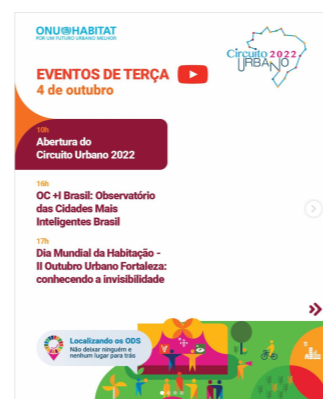 ONU@HABITAT
POR UM FUTURO URBANO MELHOR
Circuito 2022
URBANO
EVENTOS DE TERÇA
4 de outubro
10h
Abertura do
Circuito Urbano 2022
16h
OC +I Brasil: Observatório
das Cidades Mais
Inteligentes Brasil
17h
Dia Mundial da Habitação -
II Outubro Urbano Fortaleza:
conhecendo a invisibilidade
Localizando os ODS
Não deixar ninguém e
nenhum lugar para trás